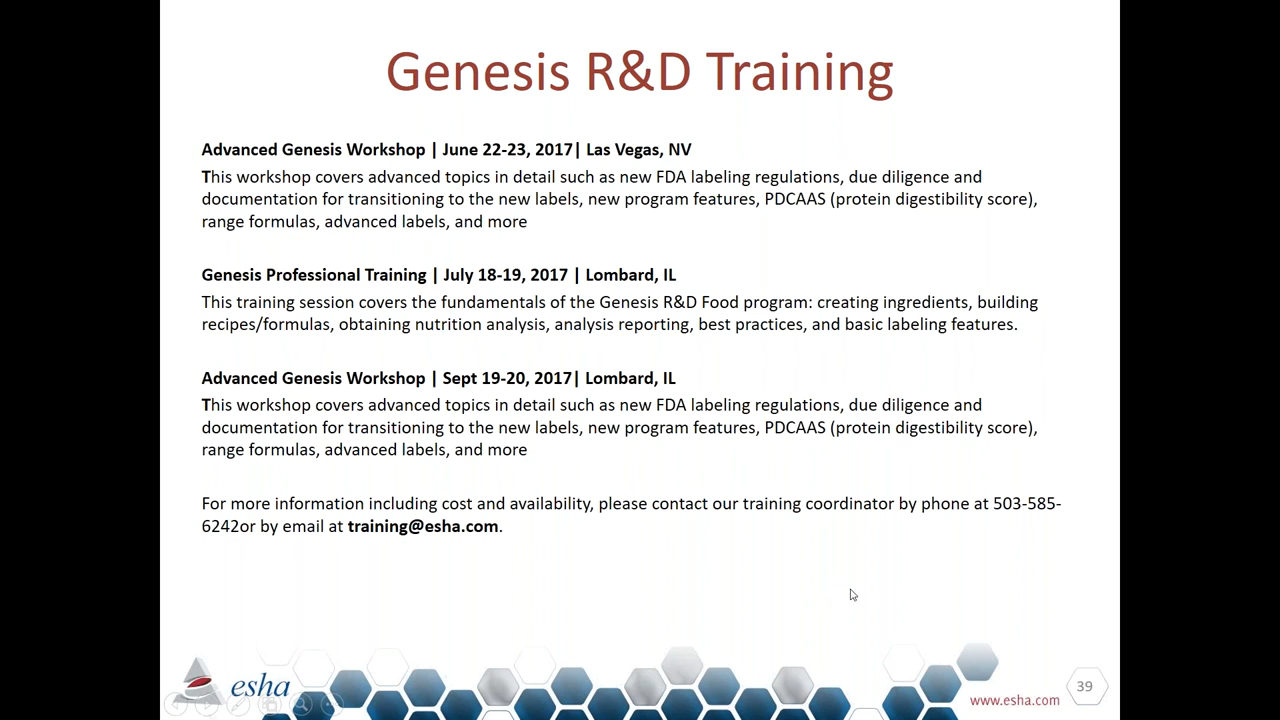 Genesis R&D Training
Advanced Genesis Workshop | June 22-23, 2017| Las Vegas, NV
This workshop covers advanced topics in detail such as new FDA labeling regulations, due diligence and
documentation for transitioning to the new labels, new program features, PDCAAS (protein digestibility score),
range formulas, advanced labels, and more
Genesis Professional Training | July 18-19, 2017 | Lombard, IL
This training session covers the fundamentals of the Genesis R&D Food program: creating ingredients, building
recipes/formulas, obtaining nutrition analysis, analysis reporting, best practices, and basic labeling features.
Advanced Genesis Workshop | Sept 19-20, 2017| Lombard, IL
This workshop covers advanced topics in detail such as new FDA labeling regulations, due diligence and
documentation for transitioning to the new labels, new program features, PDCAAS (protein digestibility score),
range formulas, advanced labels, and more
For more information including cost and availability, please contact our training coordinator by phone at 503-585-
6242or by email at training@esha.com.
esha
www.esha.com
39